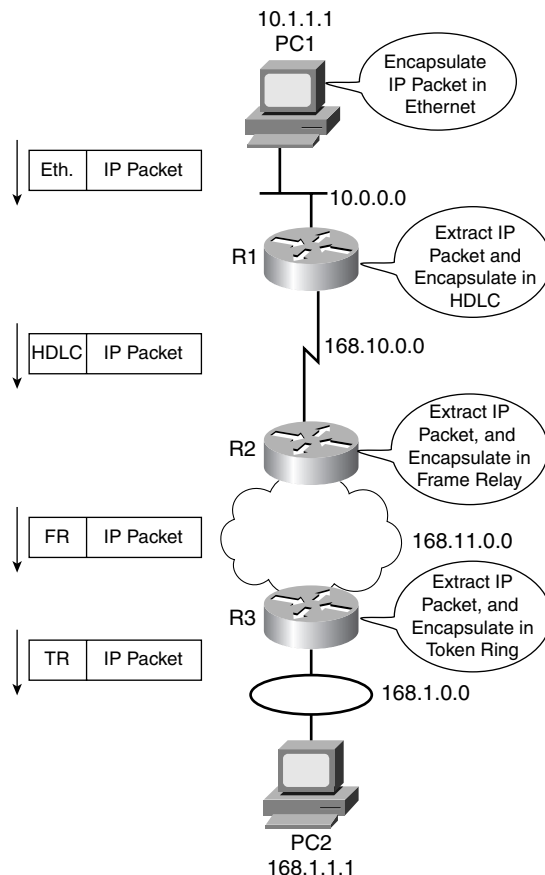 10.1.1.1
PC1
Encapsulate
IP Packet in
Ethernet
Eth. IP Packet
10.0.0.0
R1
Extract IP
Packet and
Encapsulate in
HDLC
HDLC IP Packet
168.10.0.0
R2
Extract IP
Packet, and
Encapsulate in
Frame Relay
FR IP Packet
168.11.0.0
R3
Extract IP
Packet, and
Encapsulate in
Token Ring
TR IP Packet
168.1.0.0
PC2
168.1.1.1